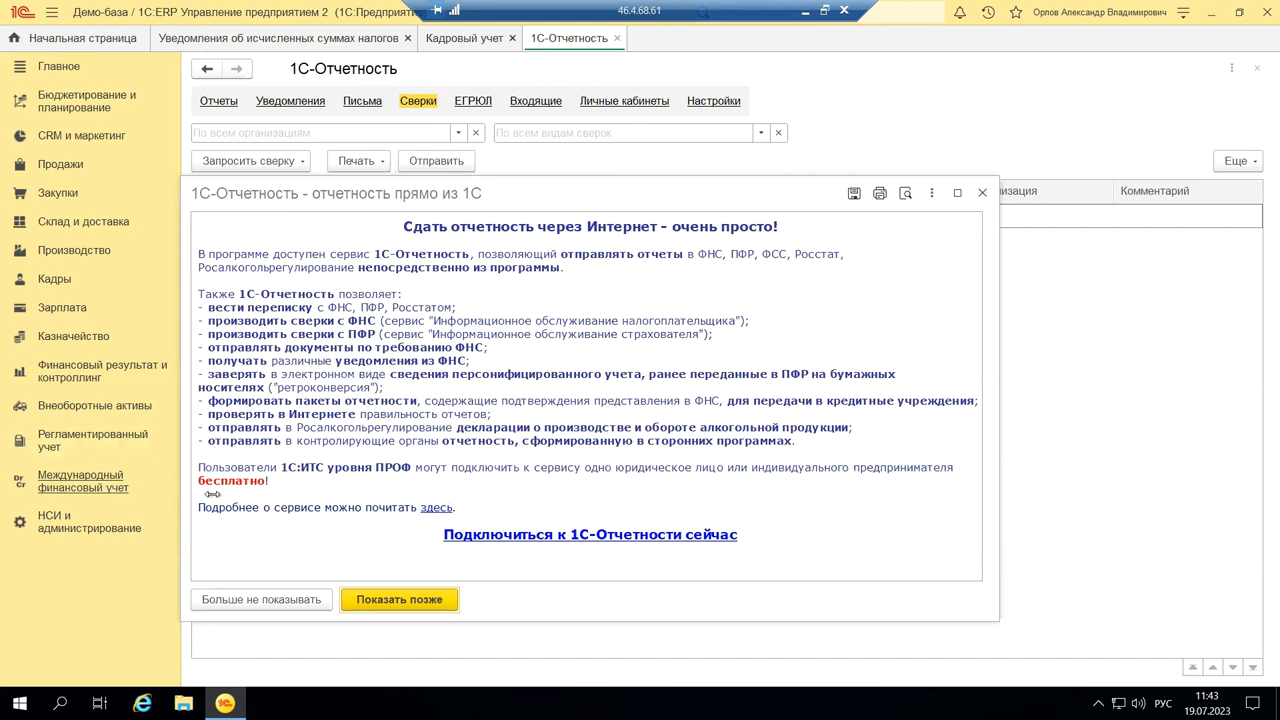 Демо-база / 1С:ERP Управление предприятием 2 (1С:Предприятие
46.4.68.61
Орлов Александр Владимирович
Начальная страница
Уведомления об исчисленных суммах налогов
Кадровый учет
1С-Отчетность
Главное
Бюджетирование и
планирование
CRM и маркетинг
Продажи
Закупки
Склад и доставка
Производство
Кадры
Зарплата
Казначейство
Финансовый результат и
контроллинг
Внеоборотные активы
Регламентированный
учет
Международный
финансовый учет
НСИ и
администрирование
1С-Отчетность
Отчеты Уведомления Письма Сверки ЕГРЮЛ Входящие Личные кабинеты Настройки
По всем организациям По всем видам сверок
Запросить сверку Печать Отправить Еще
изация Комментарий
1С-Отчетность - отчетность прямо из 1С
Сдать отчетность через Интернет - очень просто!
В программе доступен сервис 1С-Отчетность, позволяющий отправлять отчеты в ФНС, ПФР, ФСС, Росстат,
Росалкогольрегулирование непосредственно из программы.
Также 1С-Отчетность позволяет:
- вести переписку с ФНС, ПФР, Росстатом;
- производить сверки с ФНС (сервис "Информационное обслуживание налогоплательщика");
- производить сверки с ПФР (сервис "Информационное обслуживание страхователя");
- отправлять документы по требованию ФНС;
- получать различные уведомления из ФНС;
- заверять в электронном виде сведения персонифицированного учета, ранее переданные в ПФР на бумажных
носителях ("ретроконверсия");
- формировать пакеты отчетности, содержащие подтверждения представления в ФНС, для передачи в кредитные учреждения;
- проверять в Интернете правильность отчетов;
- отправлять в Росалкогольрегулирование декларации о производстве и обороте алкогольной продукции;
- отправлять в контролирующие органы отчетность, сформированную в сторонних программах.
Пользователи 1С:ИТС уровня ПРОФ могут подключить к сервису одно юридическое лицо или индивидуального предпринимателя
бесплатно!
Подробнее о сервисе можно почитать здесь.
Подключиться к 1С-Отчетности сейчас
Больше не показывать Показать позже
РУС
11:43
19.07.2023